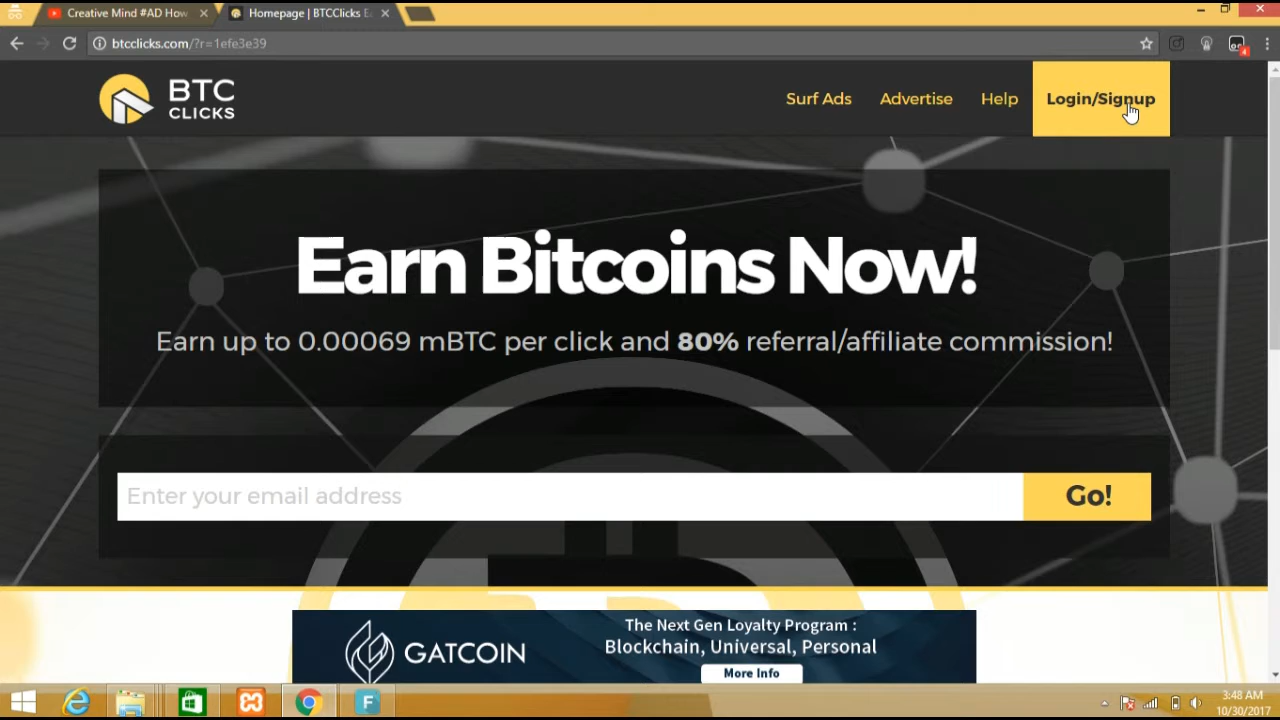 Creative Mind #AD How
Homepage | BTCClicks E
btcclicks.com/?r=1efe3e39
4
BTC
CLICKS
Surf Ads
Advertise
Help
Login/Signup
Earn Bitcoins Now!
Earn up to 0.00069 mBTC per click and 80% referral/affiliate commission!
Enter your email address
Go!
GATCOIN
The Next Gen Loyalty Program :
Blockchain, Universal, Personal
More Info
F
3:48 AM
10/30/2017